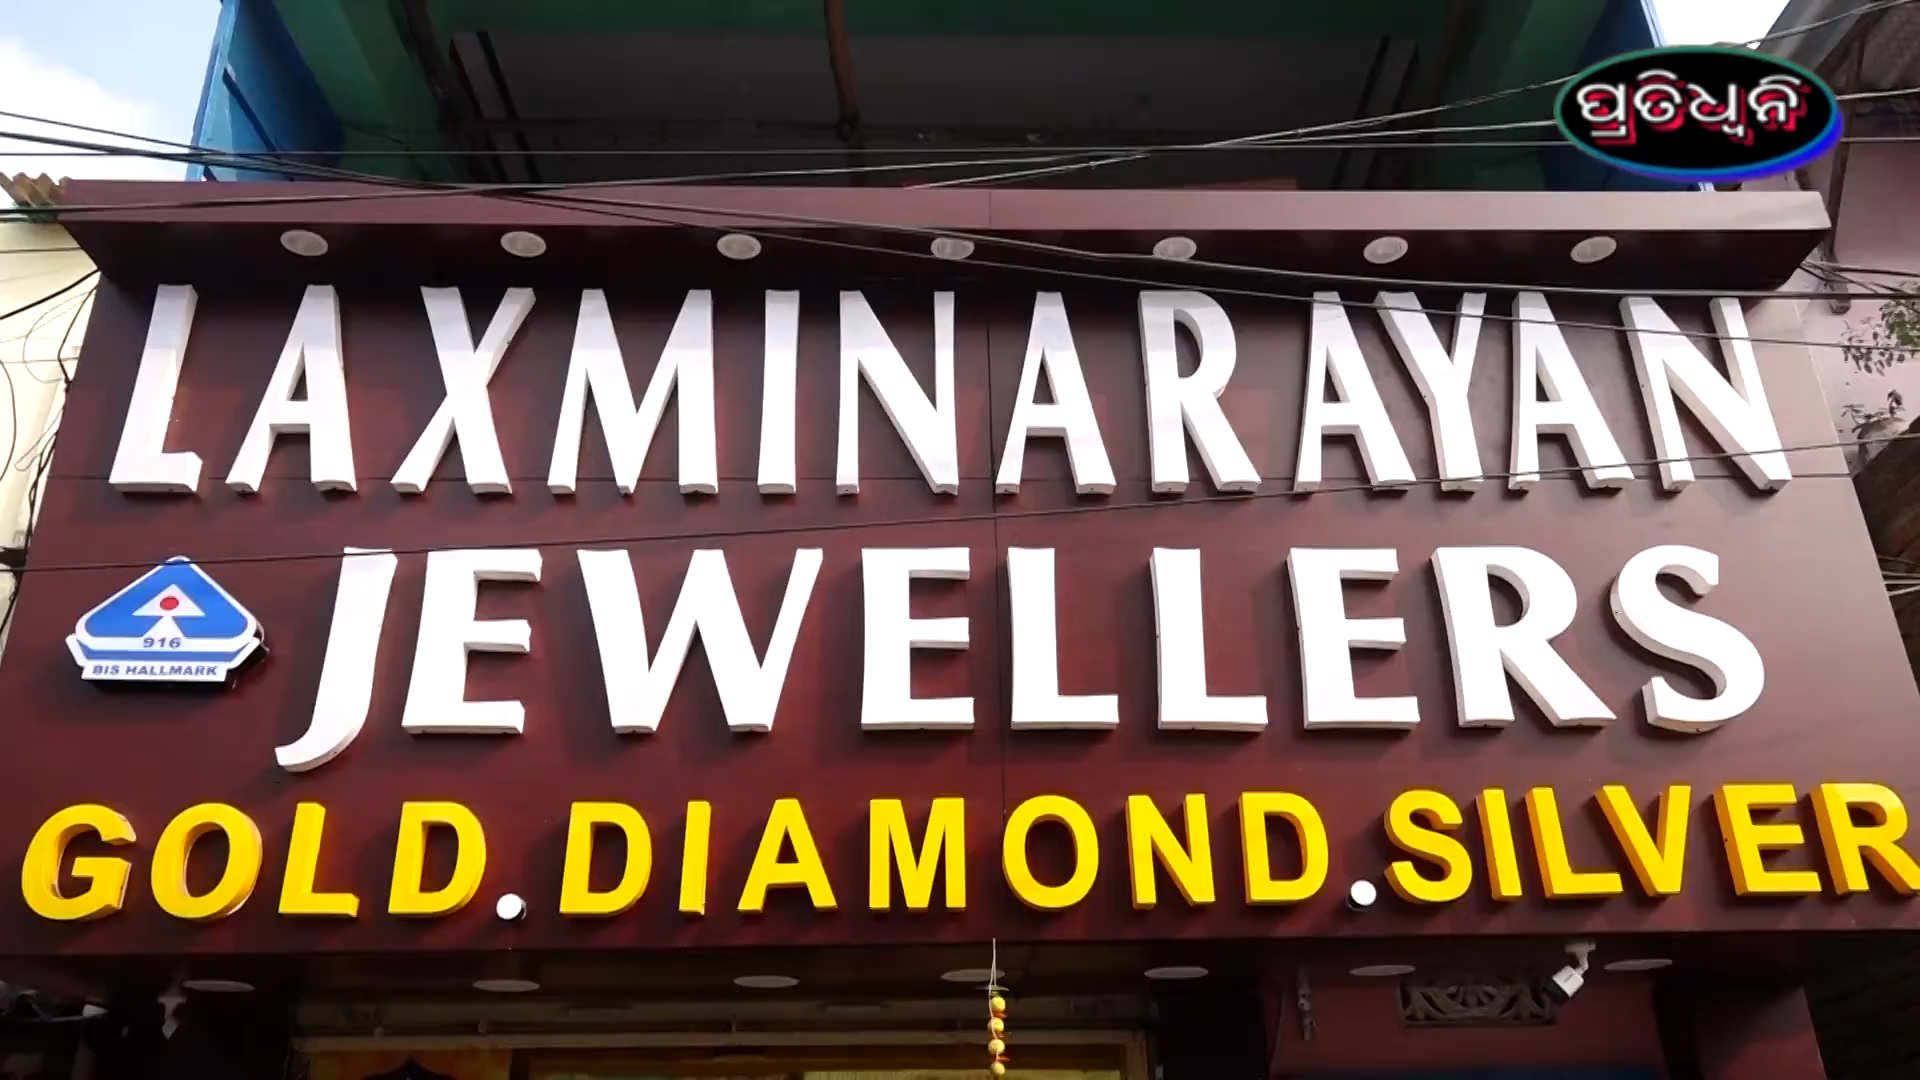 ପ୍ରତିଧ୍ୱନି
LAXMINARAYAN
JEWELLERS
916
BIS HALLMARK
GOLD.DIAMOND.SILVER